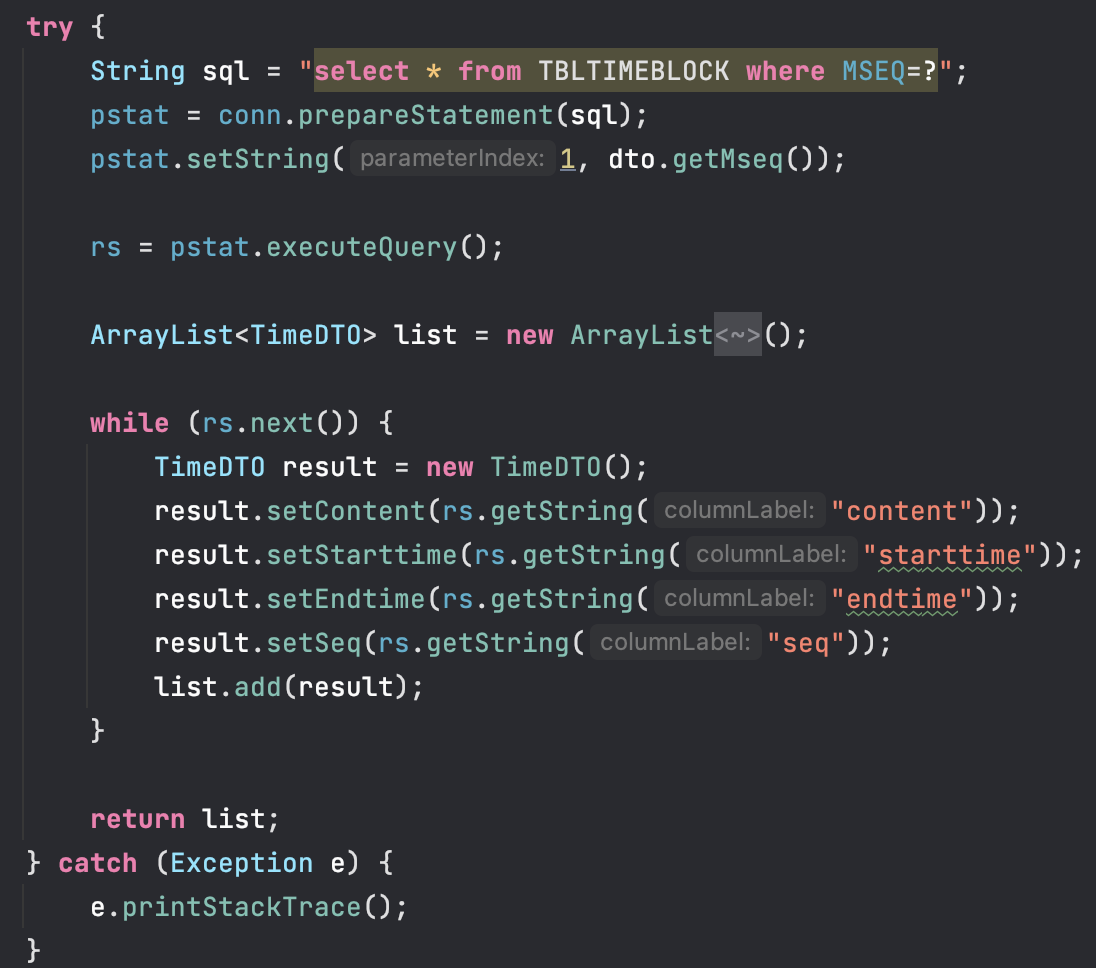 try {
String sql = "select * from TBLTIMEBLOCK where MSEQ=?";
pstat = conn.prepareStatement(sql);
pstat.setString( parameterIndex: 1, dto.getMseq());
rs = pstat.executeQuery();
ArrayList<TimeDTO> list = new ArrayList<~>();
while (rs.next()) {
TimeDTO result = new TimeDTO();
result.setContent(rs.getString( columnLabel: "content"));
result.setStarttime(rs.getString( columnLabel: "starttime"));
result.setEndtime(rs.getString( columnLabel: "endtime"));
result.setSeq(rs.getString( columnLabel: "seq"));
list.add(result);
}
return list;
} catch (Exception e) {
e.printStackTrace();
}